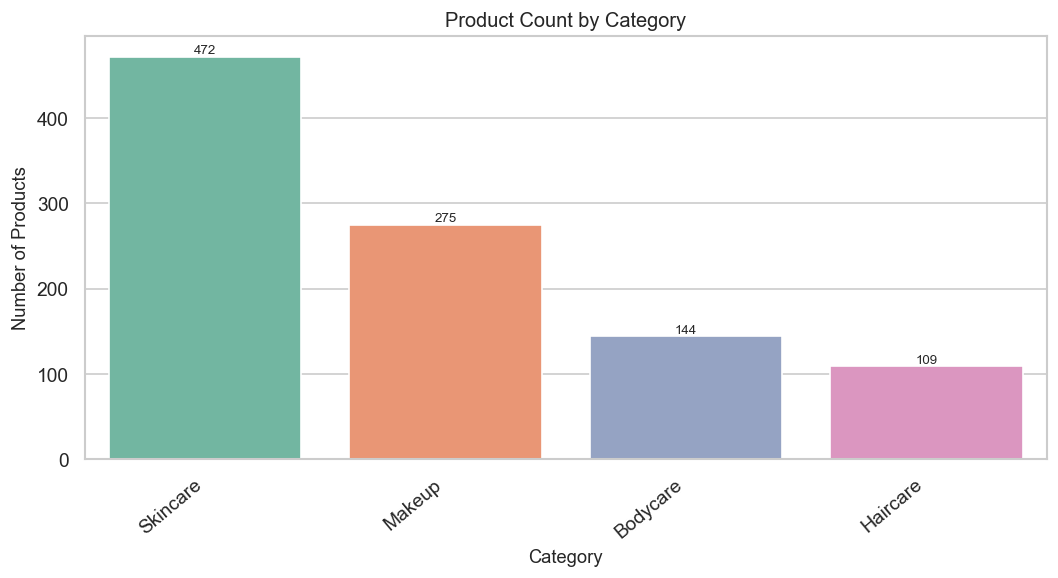 Product Count by Category
Number of Products
400
300
200
100
0
472
275
144
109
Skincare
Makeup
Bodycare
Haircare
Category